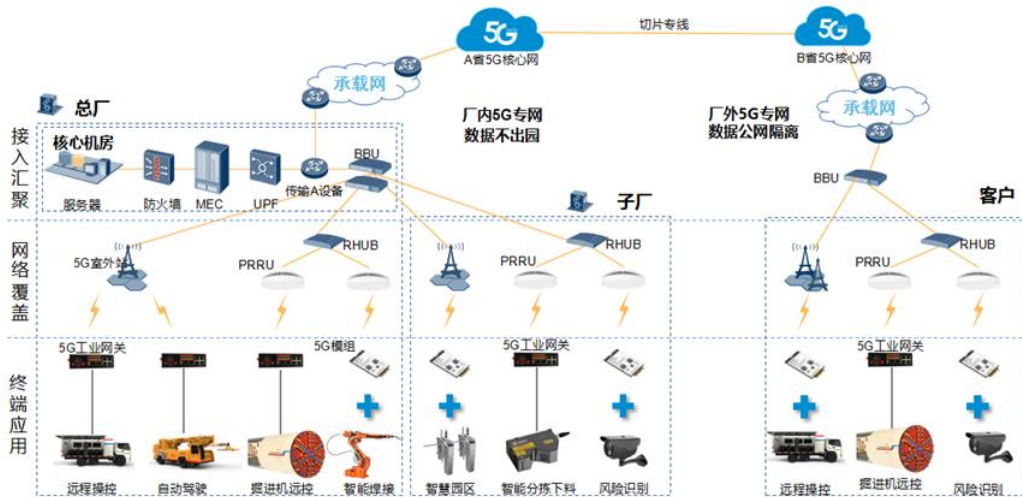 5G
切片专线
5G
A省5G核心网
B省5G核心网
承载网
承载网
总厂
厂内5G专网
数据不出园
厂外5G专网
数据公网隔离
接入汇聚
核心机房
BBU
传输A设备
服务器
防火墙
MEC
UPF
BBU
子厂
客户
网络覆盖
5G室外站
PRRU
RHUB
PRRU
RHUB
PRRU
RHUB
终端应用
5G工业网关
5G模组
5G工业网关
5G工业网关
远程操控
自动驾驶
掘进机远控
智能焊接
智慧园区
智能分拣下料
风险识别
远程操控
掘进机远控
风险识别